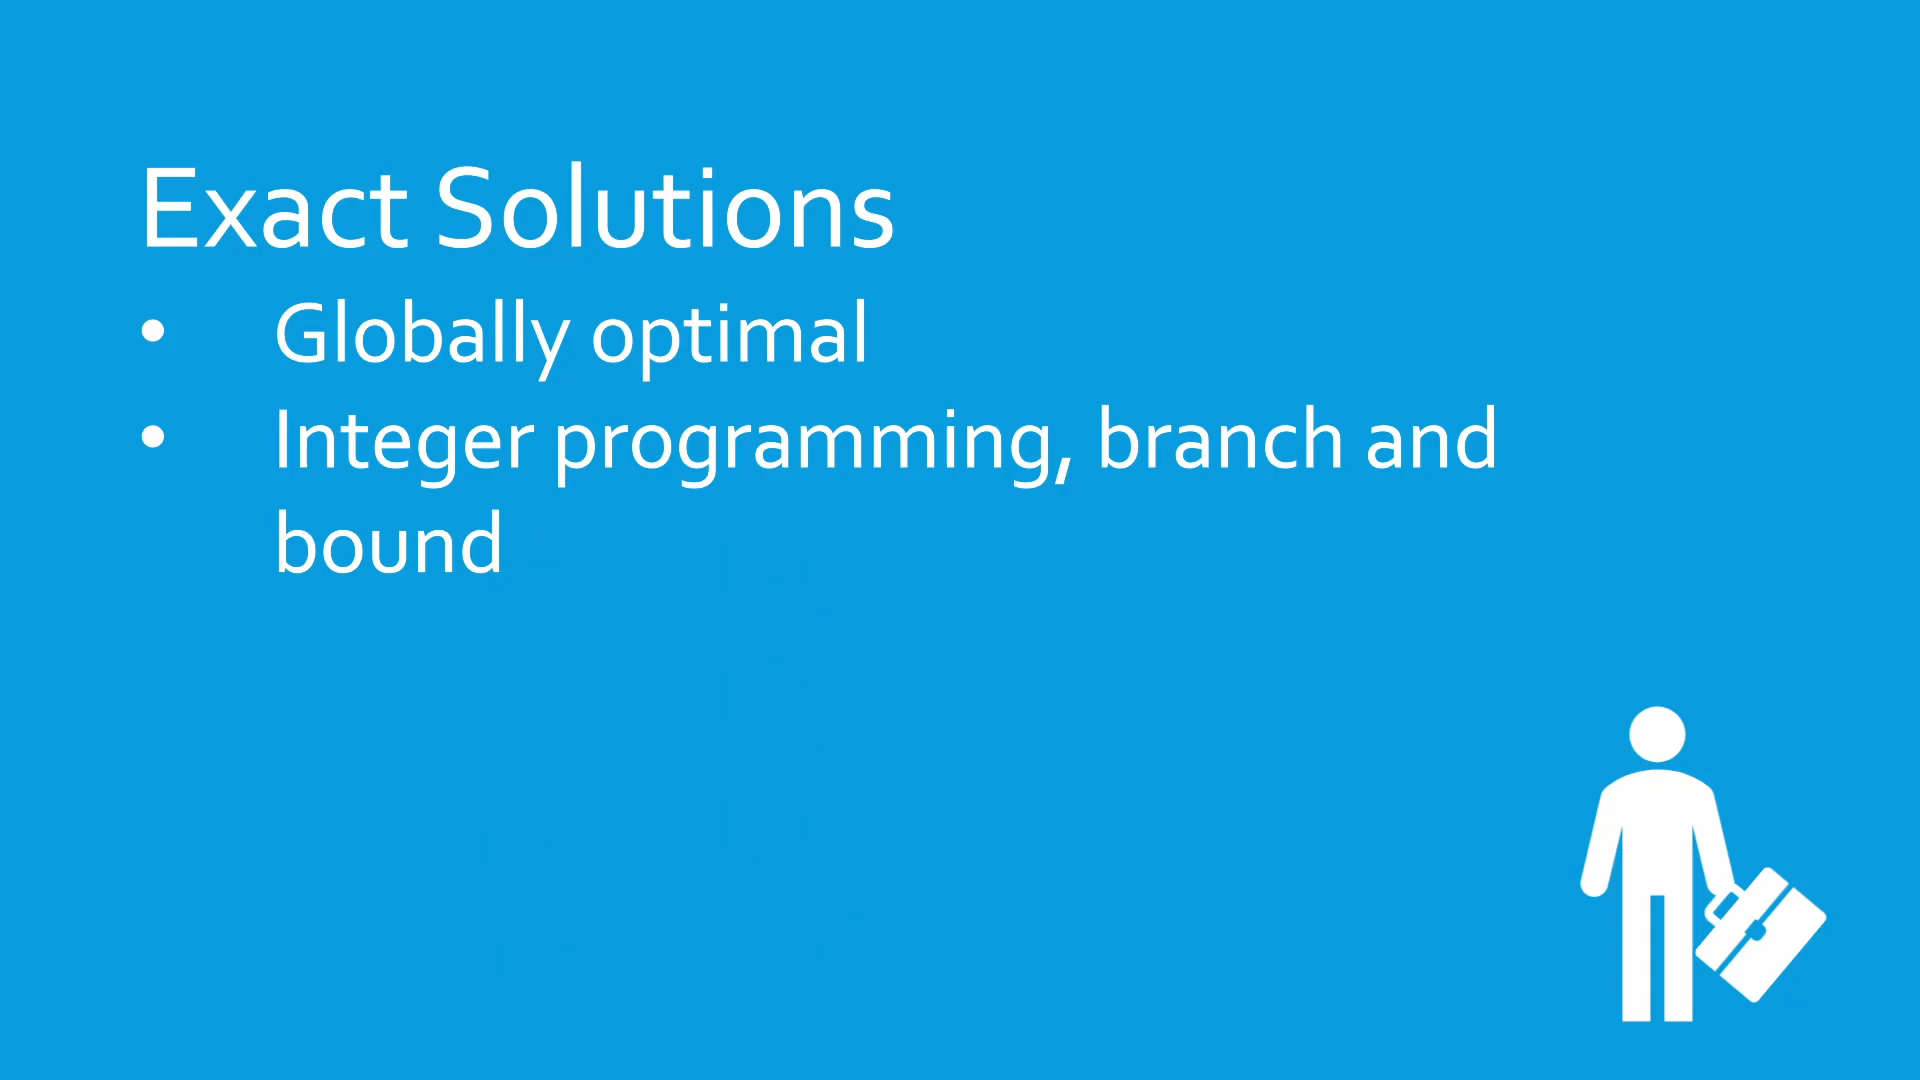 Exact Solutions
• Globally optimal
• Integer programming, branch and
bound